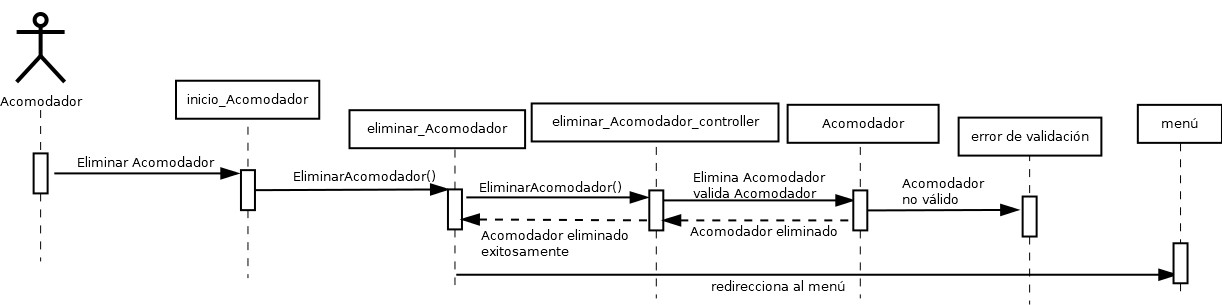 Acomodador
inicio_Acomodador
eliminar_Acomodador
eliminar_Acomodador_controller
Acomodador
error de validación
menú
Eliminar Acomodador
EliminarAcomodador()
EliminarAcomodador()
Elimina Acomodador
valida Acomodador
Acomodador
no válido
Acomodador eliminado
exitosamente
Acomodador eliminado
redirecciona al menú